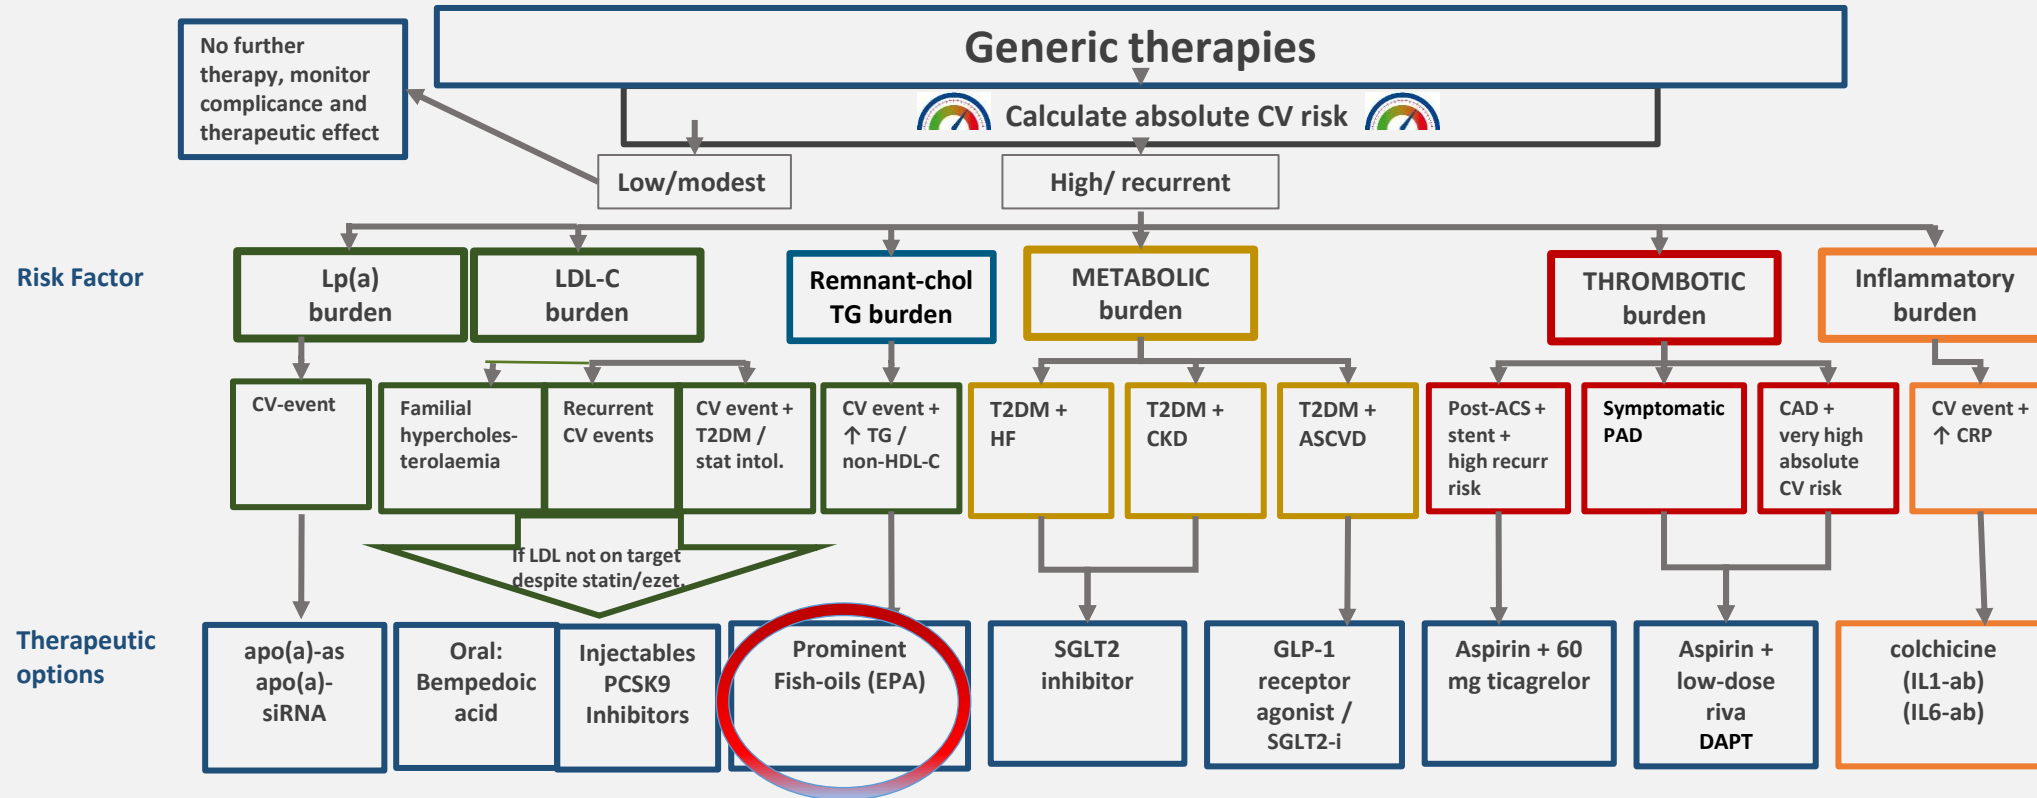 Generic therapies
No further
therapy, monitor
complicance and
therapeutic effect
Calculate absolute CV risk
Low/modest
High/ recurrent
Risk Factor
Lp(a)
burden
LDL-C
burden
Remnant-chol
TG burden
METABOLIC
burden
THROMBOTIC
burden
Inflammatory
burden
CV-event
Familial
hypercholes-
terolaemia
Recurrent
CV events
CV event +
T2DM /
stat intol.
CV event +
↑ TG /
non-HDL-C
T2DM +
HF
T2DM +
CKD
T2DM +
ASCVD
Post-ACS +
stent +
high recurr
risk
Symptomatic
PAD
CAD +
very high
absolute
CV risk
CV event +
↑ CRP
If LDL not on target
despite statin/ezet.
Therapeutic
options
apo(a)-as
apo(a)-
siRNA
Oral:
Bempedoic
acid
Injectables
PCSK9
Inhibitors
Prominent
Fish-oils (EPA)
SGLT2
inhibitor
GLP-1
receptor
agonist /
SGLT2-i
Aspirin + 60
mg ticagrelor
Aspirin +
low-dose
riva
DAPT
colchicine
(IL1-ab)
(IL6-ab)